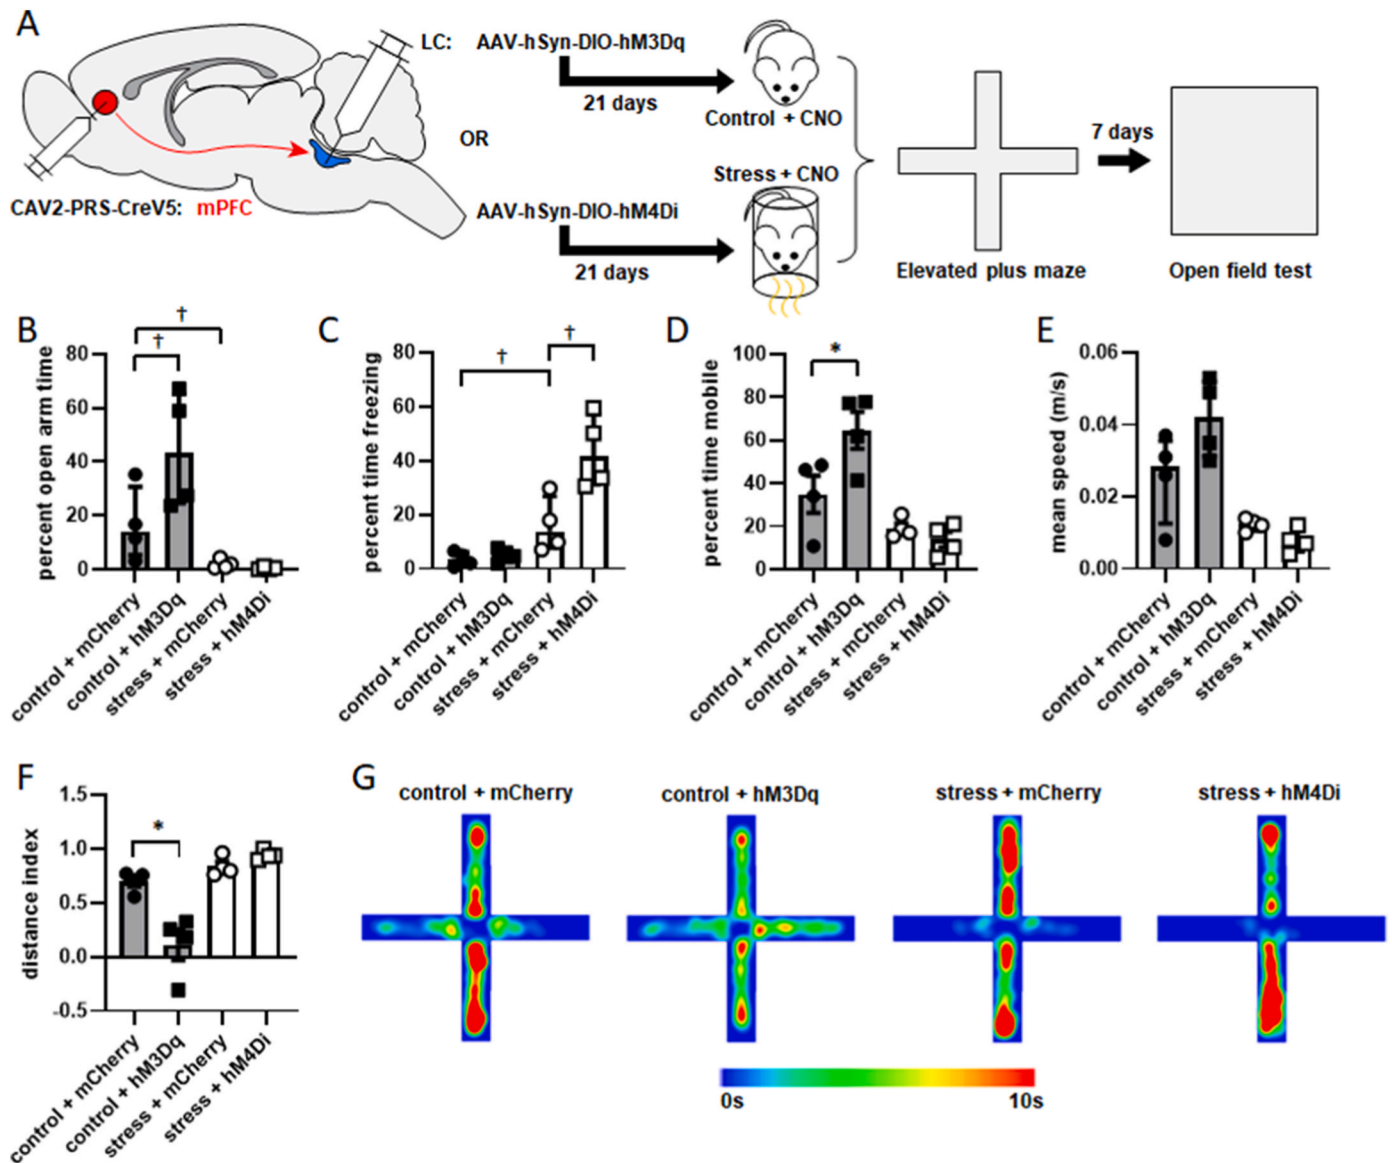 A
LC: AAV-hSyn-DIO-hM3Dq
21 days
Control + CNO
OR
7 days
Stress + CNO
CAV2-PRS-CreV5: mPFC
AAV-hSyn-DIO-hM4Di
21 days
Elevated plus maze
Open field test
B
percent open arm time
80
60
40
20
0
† 
†
control + mCherry
control + hM3Dq
stress + mCherry
stress + hM4Di
C
percent time freezing
80
60
40
20
0
†
†
control + mCherry
control + hM3Dq
stress + mCherry
stress + hM4Di
D
percent time mobile
100
80
60
40
20
0
*
control + mCherry
control + hM3Dq
stress + mCherry
stress + hM4Di
E
mean speed (m/s)
0.06
0.04
0.02
0.00
control + mCherry
control + hM3Dq
stress + mCherry
stress + hM4Di
F
distance index
1.5
1.0
0.5
0.0
-0.5
*
control + mCherry
control + hM3Dq
stress + mCherry
stress + hM4Di
G
control + mCherry
control + hM3Dq
stress + mCherry
stress + hM4Di
0s
10s